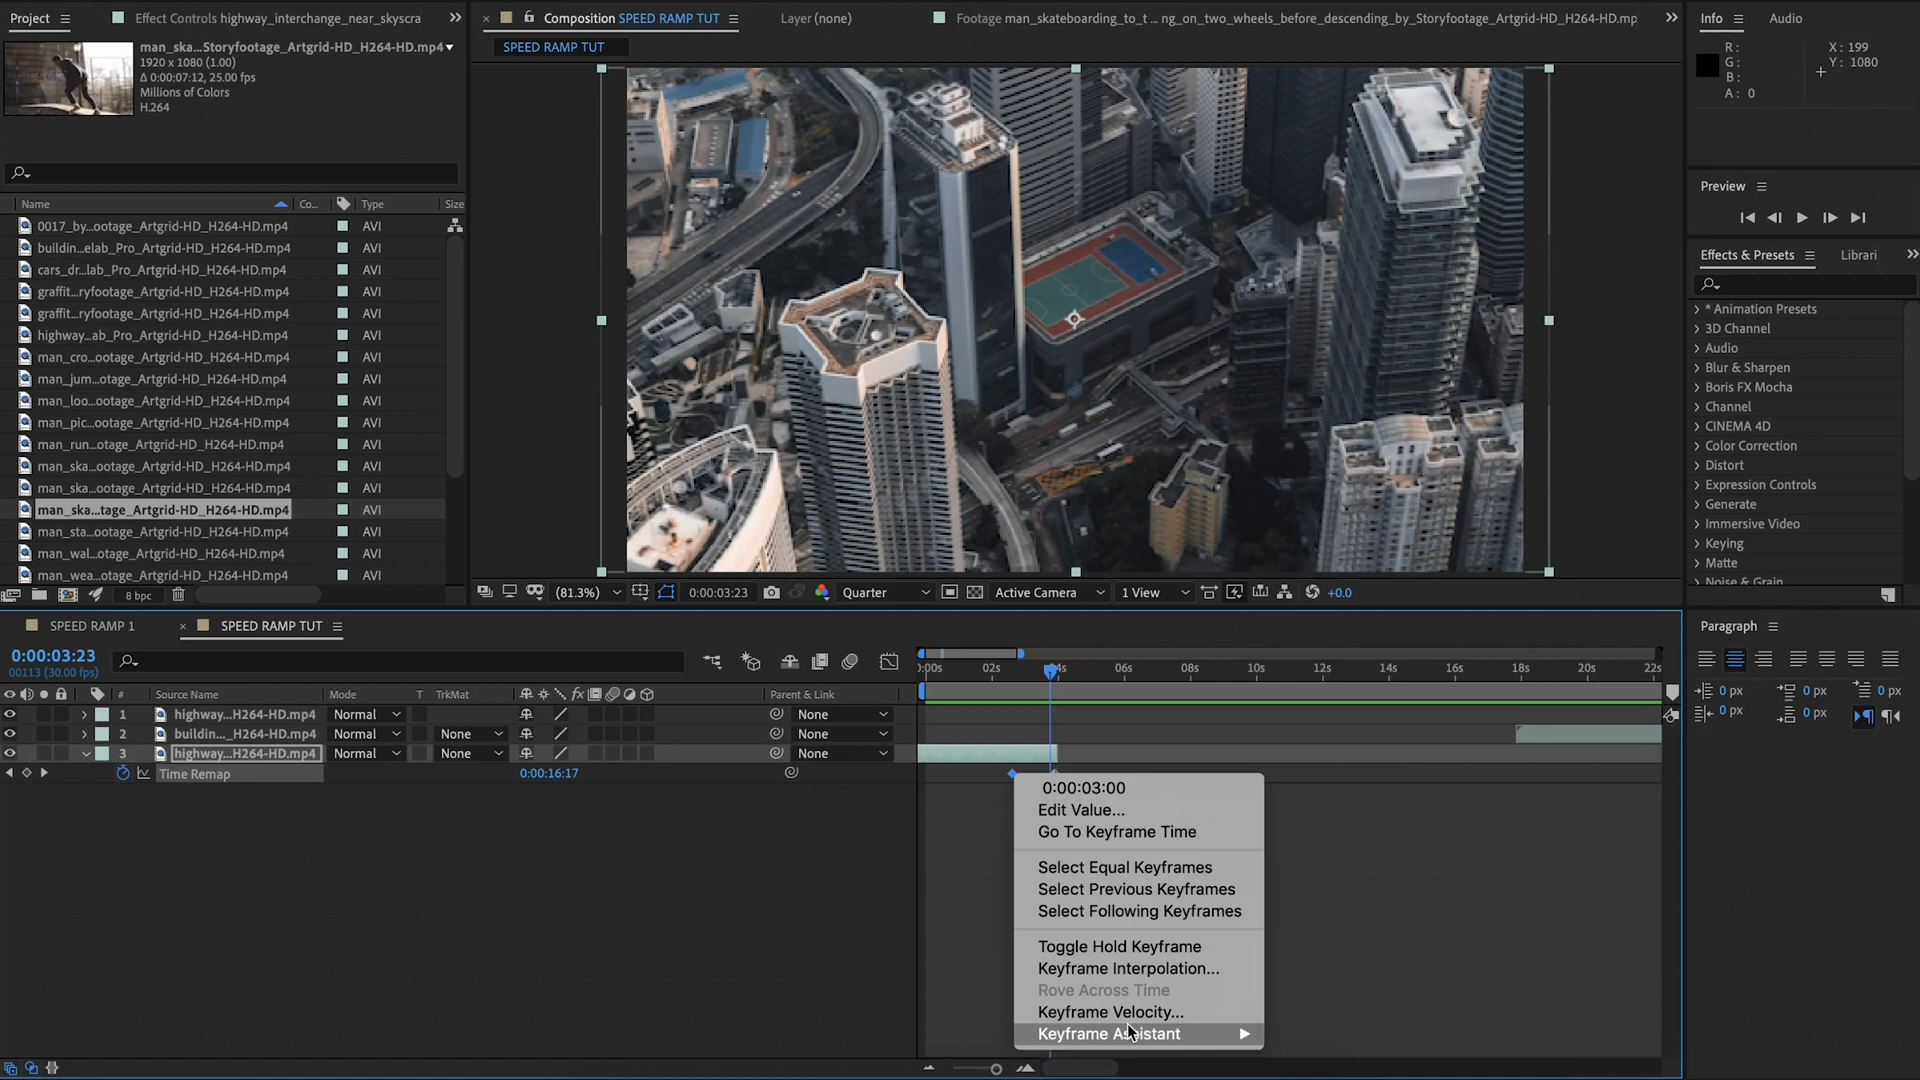 Project
Effect Controls highway_interchange_near_skyscra
Composition SPEED RAMP TUT
Layer (none)
Footage man_skateboarding_to_t ... ng_on_two_wheels_before_descending_by_Storyfootage_Artgrid-HD_H264-HD.mp
Info
Audio
man_ska...Storyfootage_Artgrid-HD_H264-HD.mp4
1920 x 1080 (1.00)
Δ 0:00:07:12, 25.00 fps
Millions of Colors
H.264
SPEED RAMP TUT
R :
G :
B :
A : 0
X : 199
Y : 1080
Preview
Name
Co...
Type
Size
0017_by...ootage_Artgrid-HD_H264-HD.mp4 AVI
buildin...elab_Pro_Artgrid-HD_H264-HD.mp4 AVI
cars_dr...lab_Pro_Artgrid-HD_H264-HD.mp4 AVI
graffit...ryfootage_Artgrid-HD_H264-HD.mp4 AVI
graffit...ryfootage_Artgrid-HD_H264-HD.mp4 AVI
highway...ab_Pro_Artgrid-HD_H264-HD.mp4 AVI
man_cro...ootage_Artgrid-HD_H264-HD.mp4 AVI
man_jum...otage_Artgrid-HD_H264-HD.mp4 AVI
man_loo...ootage_Artgrid-HD_H264-HD.mp4 AVI
man_pic...ootage_Artgrid-HD_H264-HD.mp4 AVI
man_run...otage_Artgrid-HD_H264-HD.mp4 AVI
man_ska...ootage_Artgrid-HD_H264-HD.mp4 AVI
man_ska...ootage_Artgrid-HD_H264-HD.mp4 AVI
man_ska...tage_Artgrid-HD_H264-HD.mp4 AVI
man_sta...ootage_Artgrid-HD_H264-HD.mp4 AVI
man_wal...ootage_Artgrid-HD_H264-HD.mp4 AVI
man_wea...otage_Artgrid-HD_H264-HD.mp4 AVI
8 bpc
Effects & Presets
Librari
* Animation Presets
3D Channel
Audio
Blur & Sharpen
Boris FX Mocha
Channel
CINEMA 4D
Color Correction
Distort
Expression Controls
Generate
Immersive Video
Keying
Matte
Noise & Grain
(81.3%)
0:00:03:23
Quarter
Active Camera
1 View
+0.0
SPEED RAMP 1
SPEED RAMP TUT
Paragraph
0:00:03:23
00113 (30.00 fps)
):00s 02s 04s 06s 08s 10s 12s 14s 16s 18s 20s 22s
# Source Name Mode T TrkMat Parent & Link
1 highway...H264-HD.mp4 Normal None
2 buildin..._H264-HD.mp4 Normal None None
3 highway...H264-HD.mp4 Normal None None
Time Remap 0:00:16:17
0 px 0 px 0 px
0 px 0 px
0:00:03:00
Edit Value...
Go To Keyframe Time
Select Equal Keyframes
Select Previous Keyframes
Select Following Keyframes
Toggle Hold Keyframe
Keyframe Interpolation...
Rove Across Time
Keyframe Velocity...
Keyframe Assistant